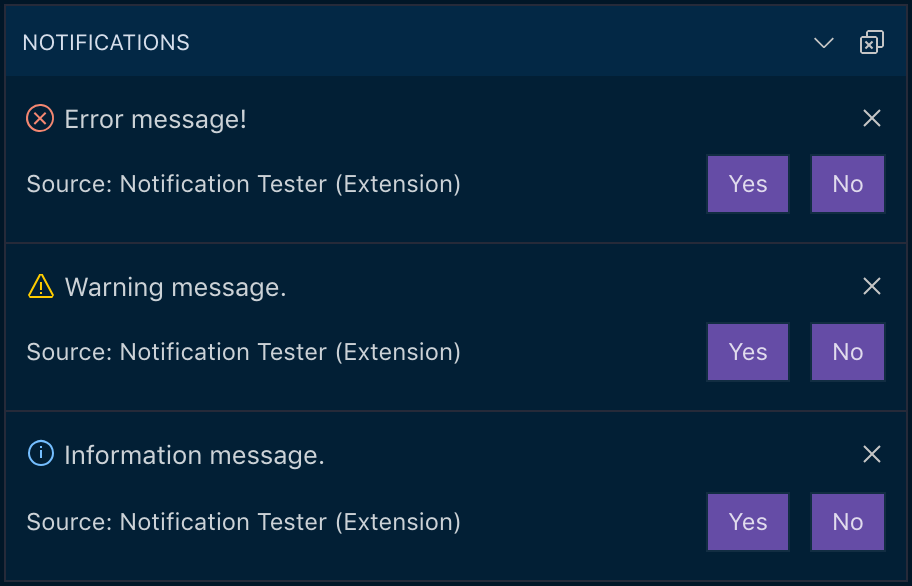 NOTIFICATIONS
Error message!
Source: Notification Tester (Extension) Yes No
Warning message.
Source: Notification Tester (Extension) Yes No
Information message.
Source: Notification Tester (Extension) Yes No